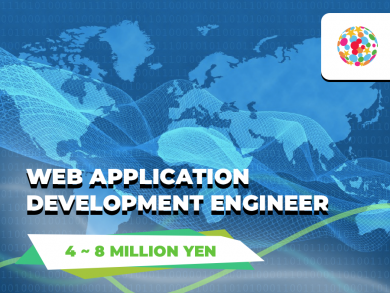 WEB APPLICATION
DEVELOPMENT ENGINEER
4 ~ 8 MILLION YEN